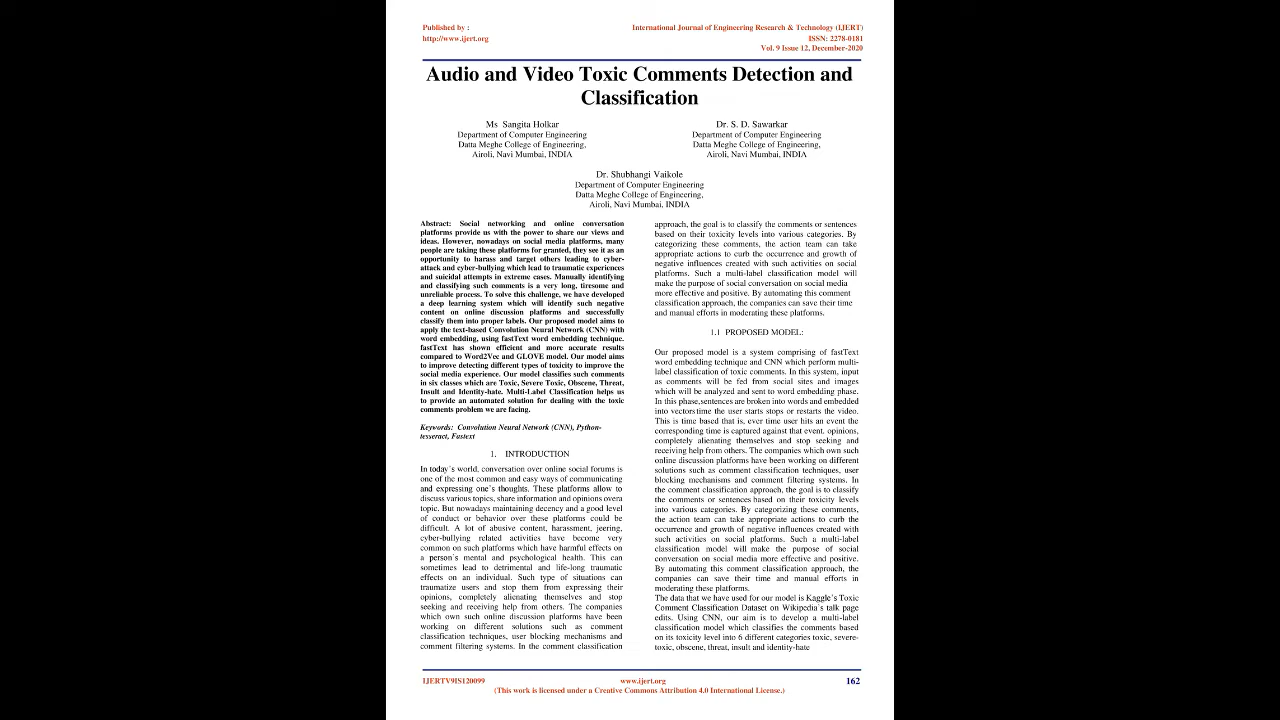 Published by :
http://www.ijert.org
International Journal of Engineering Research & Technology (IJERT)
ISSN: 2278-0181
Vol. 9 Issue 12, December-2020
Audio and Video Toxic Comments Detection and
Classification
Ms Sangita Holkar
Department of Computer Engineering
Datta Meghe College of Engineering,
Airoli, Navi Mumbai, INDIA
Dr. S. D. Sawarkar
Department of Computer Engineering
Datta Meghe College of Engineering,
Airoli, Navi Mumbai, INDIA
Dr. Shubhangi Vaikole
Department of Computer Engineering
Datta Meghe College of Engineering,
Airoli, Navi Mumbai, INDIA
Abstract: Social networking and online conversation
platforms provide us with the power to share our views and
ideas. However, nowadays on social media platforms, many
people are taking these platforms for granted, they see it as an
opportunity to harass and target others leading to cyber-
attack and cyber-bullying which lead to traumatic experiences
and suicidal attempts in extreme cases. Manually identifying
and classifying such comments is a very long, tiresome and
unreliable process. To solve this challenge, we have developed
a deep learning system which will identify such negative
content on online discussion platforms and successfully
classify them into proper labels. Our proposed model aims to
apply the text-based Convolution Neural Network (CNN) with
word embedding, using fastText word embedding technique.
fastText has shown efficient and more accurate results
compared to Word2Vec and GLOVE model. Our model aims
to improve detecting different types of toxicity to improve the
social media experience. Our model classifies such comments
in six classes which are Toxic, Severe Toxic, Obscene, Threat,
Insult and Identity-hate. Multi-Label Classification helps us
to provide an automated solution for dealing with the toxic
comments problem we are facing.
Keywords: Convolution Neural Network (CNN), Python-
tesseract, Fastext
1. INTRODUCTION
In today's world, conversation over online social forums is
one of the most common and easy ways of communicating
and expressing one's thoughts. These platforms allow to
discuss various topics, share information and opinions overa
topic. But nowadays maintaining decency and a good level
of conduct or behavior over these platforms could be
difficult. A lot of abusive content, harassment, jeering,
cyber-bullying related activities have become very
common on such platforms which have harmful effects on
a person's mental and psychological health. This can
sometimes lead to detrimental and life-long traumatic
effects on an individual. Such type of situations can
traumatize users and stop them from expressing their
opinions, completely alienating themselves and stop
seeking and receiving help from others. The companies
which own such online discussion platforms have been
working on different solutions such as comment
classification techniques, user blocking mechanisms and
comment filtering systems. In the comment classification
approach, the goal is to classify the comments or sentences
based on their toxicity levels into various categories. By
categorizing these comments, the action team can take
appropriate actions to curb the occurrence and growth of
negative influences created with such activities on social
platforms. Such a multi-label classification model will
make the purpose of social conversation on social media
more effective and positive. By automating this comment
classification approach, the companies can save their time
and manual efforts in moderating these platforms.
1.1 PROPOSED MODEL:
Our proposed model is a system comprising of fastText
word embedding technique and CNN which perform multi-
label classification of toxic comments. In this system, input
as comments will be fed from social sites and images
which will be analyzed and sent to word embedding phase.
In this phase,sentences are broken into words and embedded
into vectors time the user starts stops or restarts the video.
This is time based that is, ever time user hits an event the
corresponding time is captured against that event. opinions,
completely alienating themselves and stop seeking and
receiving help from others. The companies which own such
online discussion platforms have been working on different
solutions such as comment classification techniques, user
blocking mechanisms and comment filtering systems. In
the comment classification approach, the goal is to classify
the comments or sentences based on their toxicity levels
into various categories. By categorizing these comments,
the action team can take appropriate actions to curb the
occurrence and growth of negative influences created with
such activities on social platforms. Such a multi-label
classification model will make the purpose of social
conversation on social media more effective and positive.
By automating this comment classification approach, the
companies can save their time and manual efforts in
moderating these platforms.
The data that we have used for our model is Kaggle's Toxic
Comment Classification Dataset on Wikipedia's talk page
edits. Using CNN, our aim is to develop a multi-label
classification model which classifies the comments based
on its toxicity level into 6 different categories toxic, severe-
toxic, obscene, threat, insult and identity-hate
IJERTV9IS120099
www.ijert.org
162
(This work is licensed under a Creative Commons Attribution 4.0 International License.)